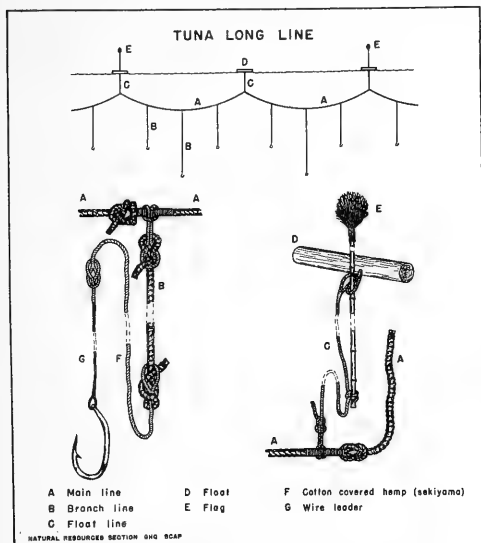 TUNA LONG LINE
E D E
C C
A A
B
B
A A
E
D
B
C A
G F
A
A Main line D Float F Cotton covered hemp (sekiyama)
B Branch line E Flag G Wire leader
C Float line
NATURAL RESOURCES SECTION GHQ SCAP